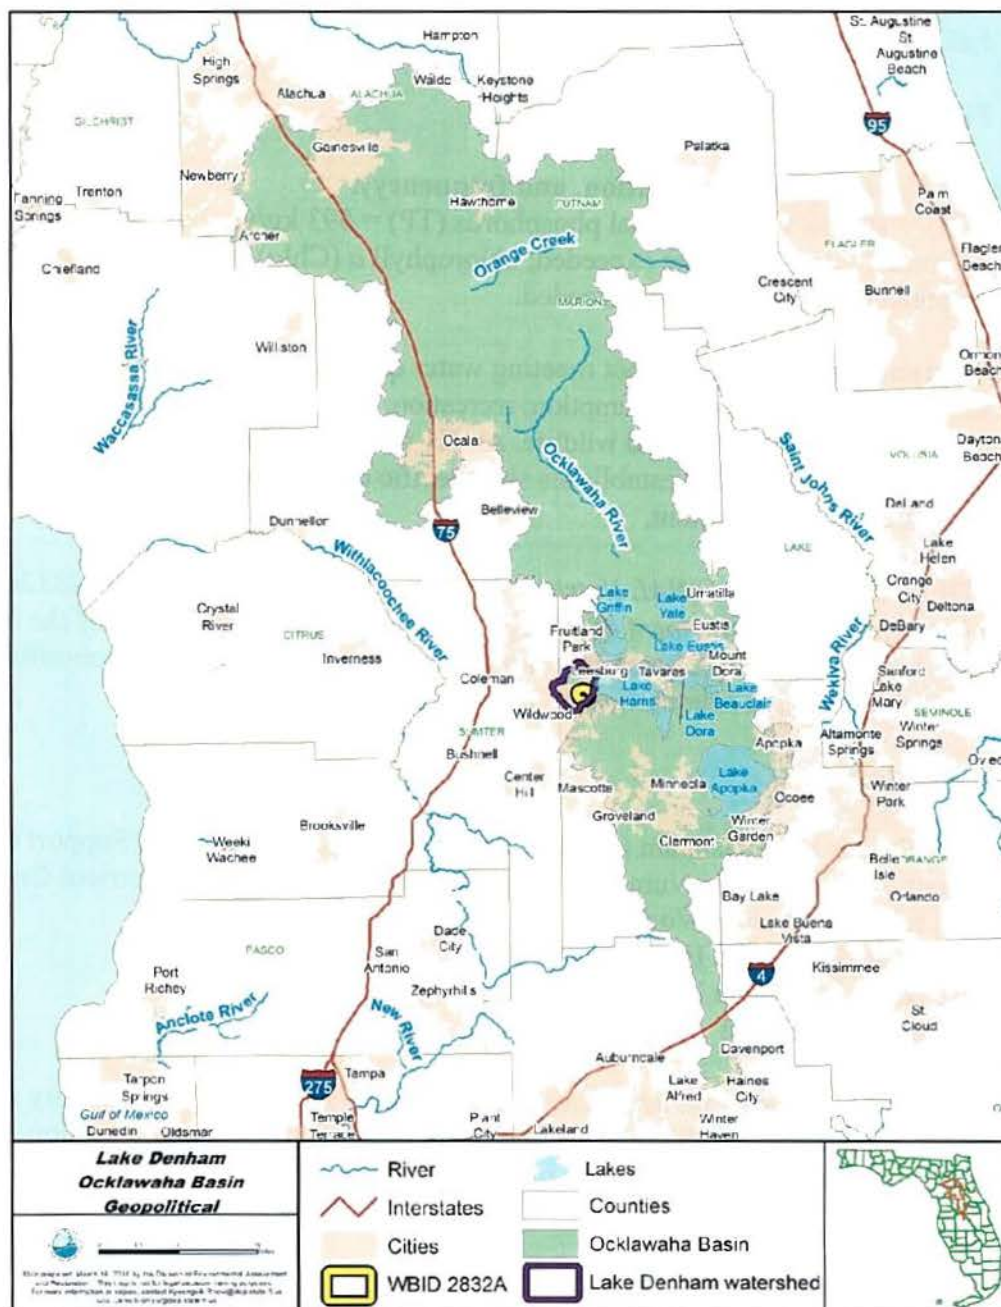 St. Augustine
St.
Augustine
Beach
Hampton
High
Springs
Waldo
Keystone
Heights
Alachua
ALACHUA
GILCHRIST
95
Gainesville
Palatka
Newberry
Trenton
Fanning
Springs
Hawthorne
PUTNAM
Palm
Coast
Archer
Orange Creek
FLAGLER
Flagler
Beach
Chiefland
Crescent
City
Bunnell
MARION
Waccasassa River
Williston
Ormon
Beach
Ocala
Ocklawaha River
Saint Johns River
VOLUSIA
Dayton
Beach
Belleview
DeLand
Dunnellon
75
Withlacoochee River
LAKE
Lake
Helen
Orange
City
Deltona
DeBary
Lake
Griffin
Lake
Yale
Umatilla
Crystal
River
CITRUS
Inverness
Fruitland
Park
Eustis
Lake Eustis
Mount
Dora
Wekiva River
Coleman
Leesburg
Tavares
Sanford
Lake
Mary
Lake
Harris
Lake
Beauclair
SEMINOLE
Wildwood
Lake
Dora
Altamonte
Springs
Winter
Springs
SUMTER
Bushnell
Apopka
Oviedo
Center
Hill
Mascotte
Minneola
Lake
Apopka
Ocoee
Winter
Park
Groveland
Brooksville
Clermont
Winter
Garden
Weeki
Wachee
Belle
Isle
ORANGE
Orlando
Bay Lake
Lake Buena
Vista
Dade
City
PASCO
San
Antonio
4
Kissimmee
Port
Richey
Zephyrhills
Anclote River
New River
St.
Cloud
Auburndale
Davenport
Tarpon
Springs
275
Tampa
Lake
Alfred
Haines
City
Gulf of Mexico
Dunedin
Oldsmar
Temple
Terrace
Plant
City
Lakeland
Winter
Haven
Lake Denham
Ocklawaha Basin
Geopolitical
River
Lakes
Interstates
Counties
Cities
Ocklawaha Basin
WBID 2832A
Lake Denham watershed